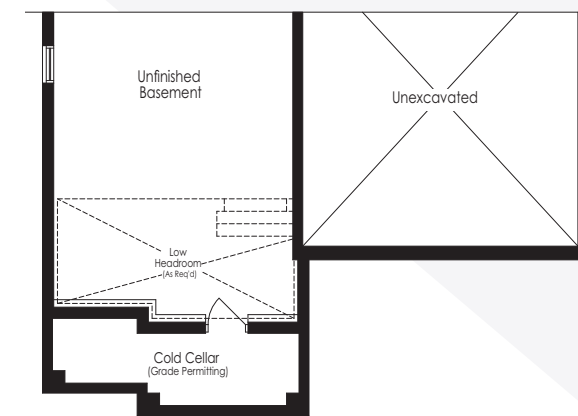 Unfinished
Basement
Unexcavated
Low
Headroom
(As Req'd)
Cold Cellar
(Grade Permitting)